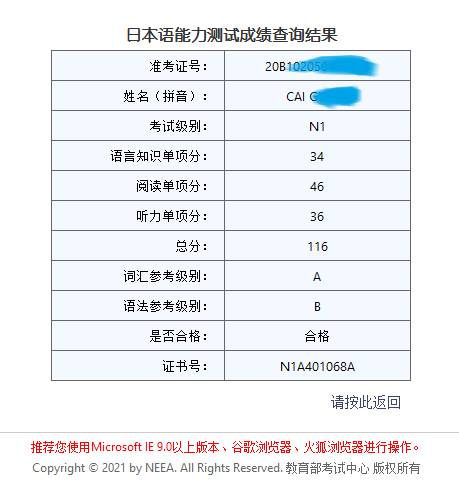 日本语能力测试成绩查询结果
准考证号： 20B102056
姓名（拼音）： CAI
考试级别： N1
语言知识单项分： 34
阅读单项分： 46
听力单项分： 36
总分： 116
词汇参考级别： A
语法参考级别： B
是否合格： 合格
证书号： N1A401068A
请按此返回
推荐您使用Microsoft IE 9.0以上版本、谷歌浏览器、火狐浏览器进行操作。
Copyright © 2021 by NEEA. All Rights Reserved. 教育部考试中心 版权所有